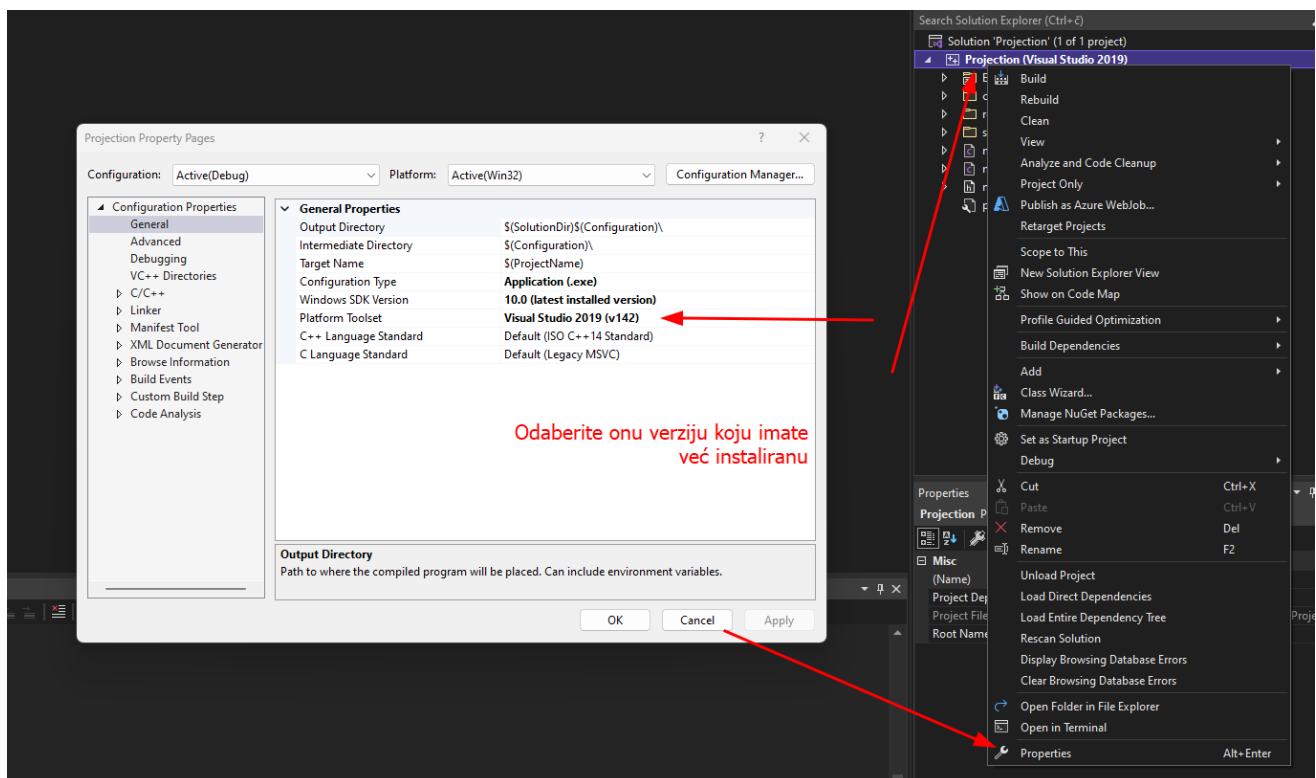 Search Solution Explorer (Ctrl+č)
Solution 'Projection' (1 of 1 project)
Projection (Visual Studio 2019)
Build
Rebuild
Clean
View
Analyze and Code Cleanup
Project Only
Publish as Azure WebJob...
Retarget Projects
Scope to This
New Solution Explorer View
Show on Code Map
Profile Guided Optimization
Build Dependencies
Add
Class Wizard...
Manage NuGet Packages...
Set as Startup Project
Debug
Cut Ctrl+X
Paste Ctrl+V
Remove Del
Rename F2
Unload Project
Load Direct Dependencies
Load Entire Dependency Tree
Rescan Solution
Display Browsing Database Errors
Clear Browsing Database Errors
Open Folder in File Explorer
Open in Terminal
Properties Alt+Enter
Projection Property Pages
Configuration: Active(Debug) Platform: Active(Win32) Configuration Manager...
Configuration Properties
General
Advanced
Debugging
VC++ Directories
C/C++
Linker
Manifest Tool
XML Document Generator
Browse Information
Build Events
Custom Build Step
Code Analysis
General Properties
Output Directory $(SolutionDir)$(Configuration)\
Intermediate Directory $(Configuration)\
Target Name $(ProjectName)
Configuration Type Application (.exe)
Windows SDK Version 10.0 (latest installed version)
Platform Toolset Visual Studio 2019 (v142)
C++ Language Standard Default (ISO C++14 Standard)
C Language Standard Default (Legacy MSVC)
Odaberite onu verziju koju imate
već instaliranu
Output Directory
Path to where the compiled program will be placed. Can include environment variables.
OK Cancel Apply
Properties
Projection P
Misc
(Name)
Project Dep
Project File
Root Name